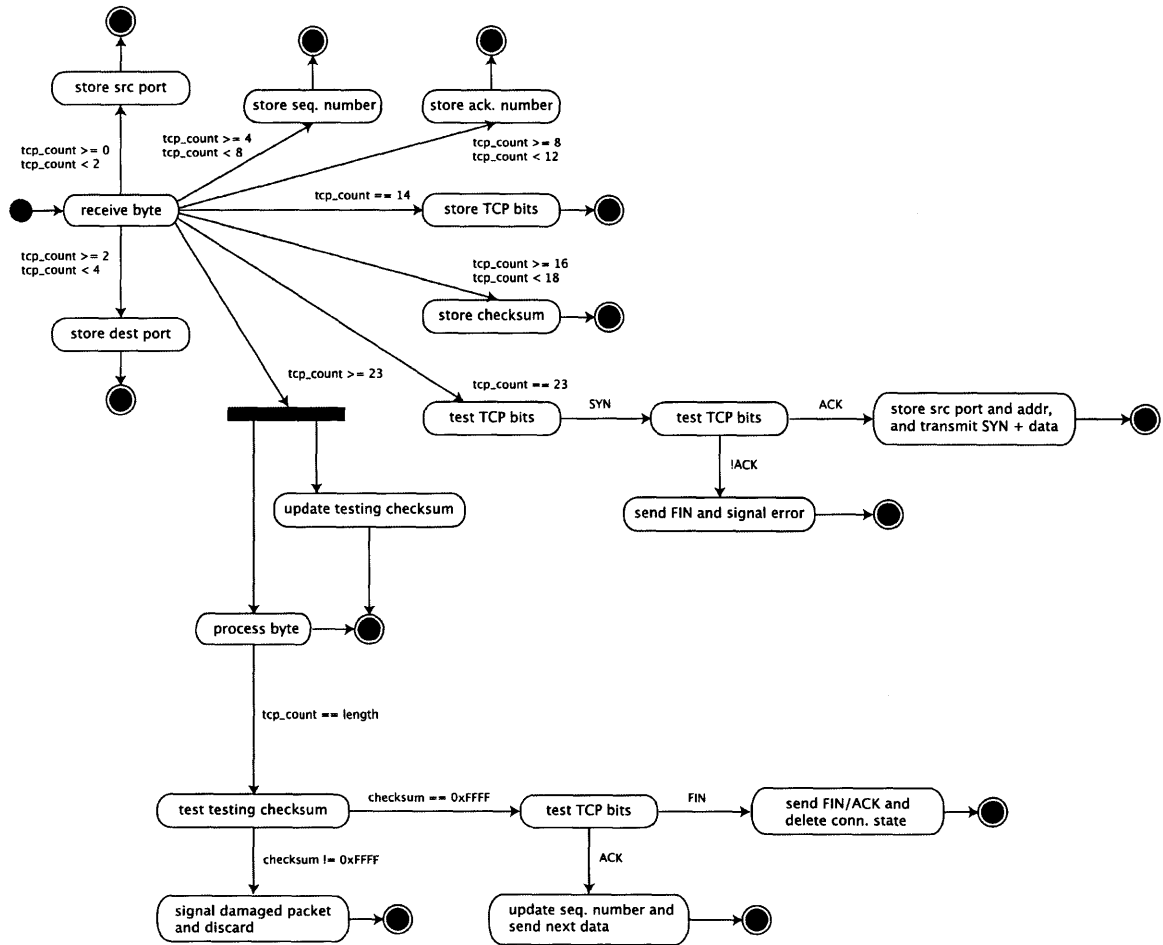 store src port
store seq. number
store ack. number
tcp_count >= 0
tcp_count < 2
tcp_count >= 4
tcp_count < 8
tcp_count >= 8
tcp_count < 12
receive byte
tcp_count == 14
store TCP bits
tcp_count >= 2
tcp_count < 4
tcp_count >= 16
tcp_count < 18
store dest port
store checksum
tcp_count >= 23
tcp_count == 23
test TCP bits
SYN
test TCP bits
ACK
store src port and addr,
and transmit SYN + data
!ACK
update testing checksum
send FIN and signal error
process byte
tcp_count == length
test testing checksum
checksum == 0xFFFF
test TCP bits
FIN
send FIN/ACK and
delete conn. state
checksum != 0xFFFF
ACK
signal damaged packet
and discard
update seq. number and
send next data